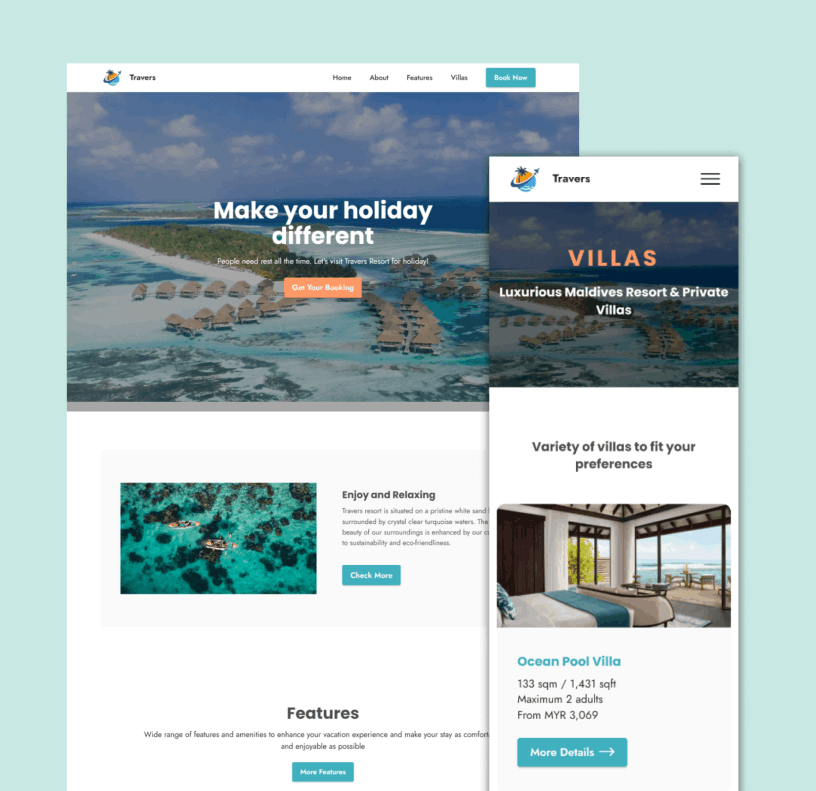 Travers
Home
About
Features
Villas
Book Now
Make your holiday
different
People need rest all the time. Let's visit Travers Resort for holiday!
Get Your Booking
Enjoy and Relaxing
Travers resort is situated on a pristine white sand
surrounded by crystal clear turquoise waters. The
beauty of our surroundings is enhanced by our
to sustainability and eco-friendliness.
Check More
Features
Wide range of features and amenities to enhance your vacation experience and make your stay as
and enjoyable as possible
More Features
Travers
VILLAS
Luxurious Maldives Resort & Private
Villas
Variety of villas to fit your
preferences
Ocean Pool Villa
133 sqm / 1,431 sqft
Maximum 2 adults
From MYR 3,069
More Details